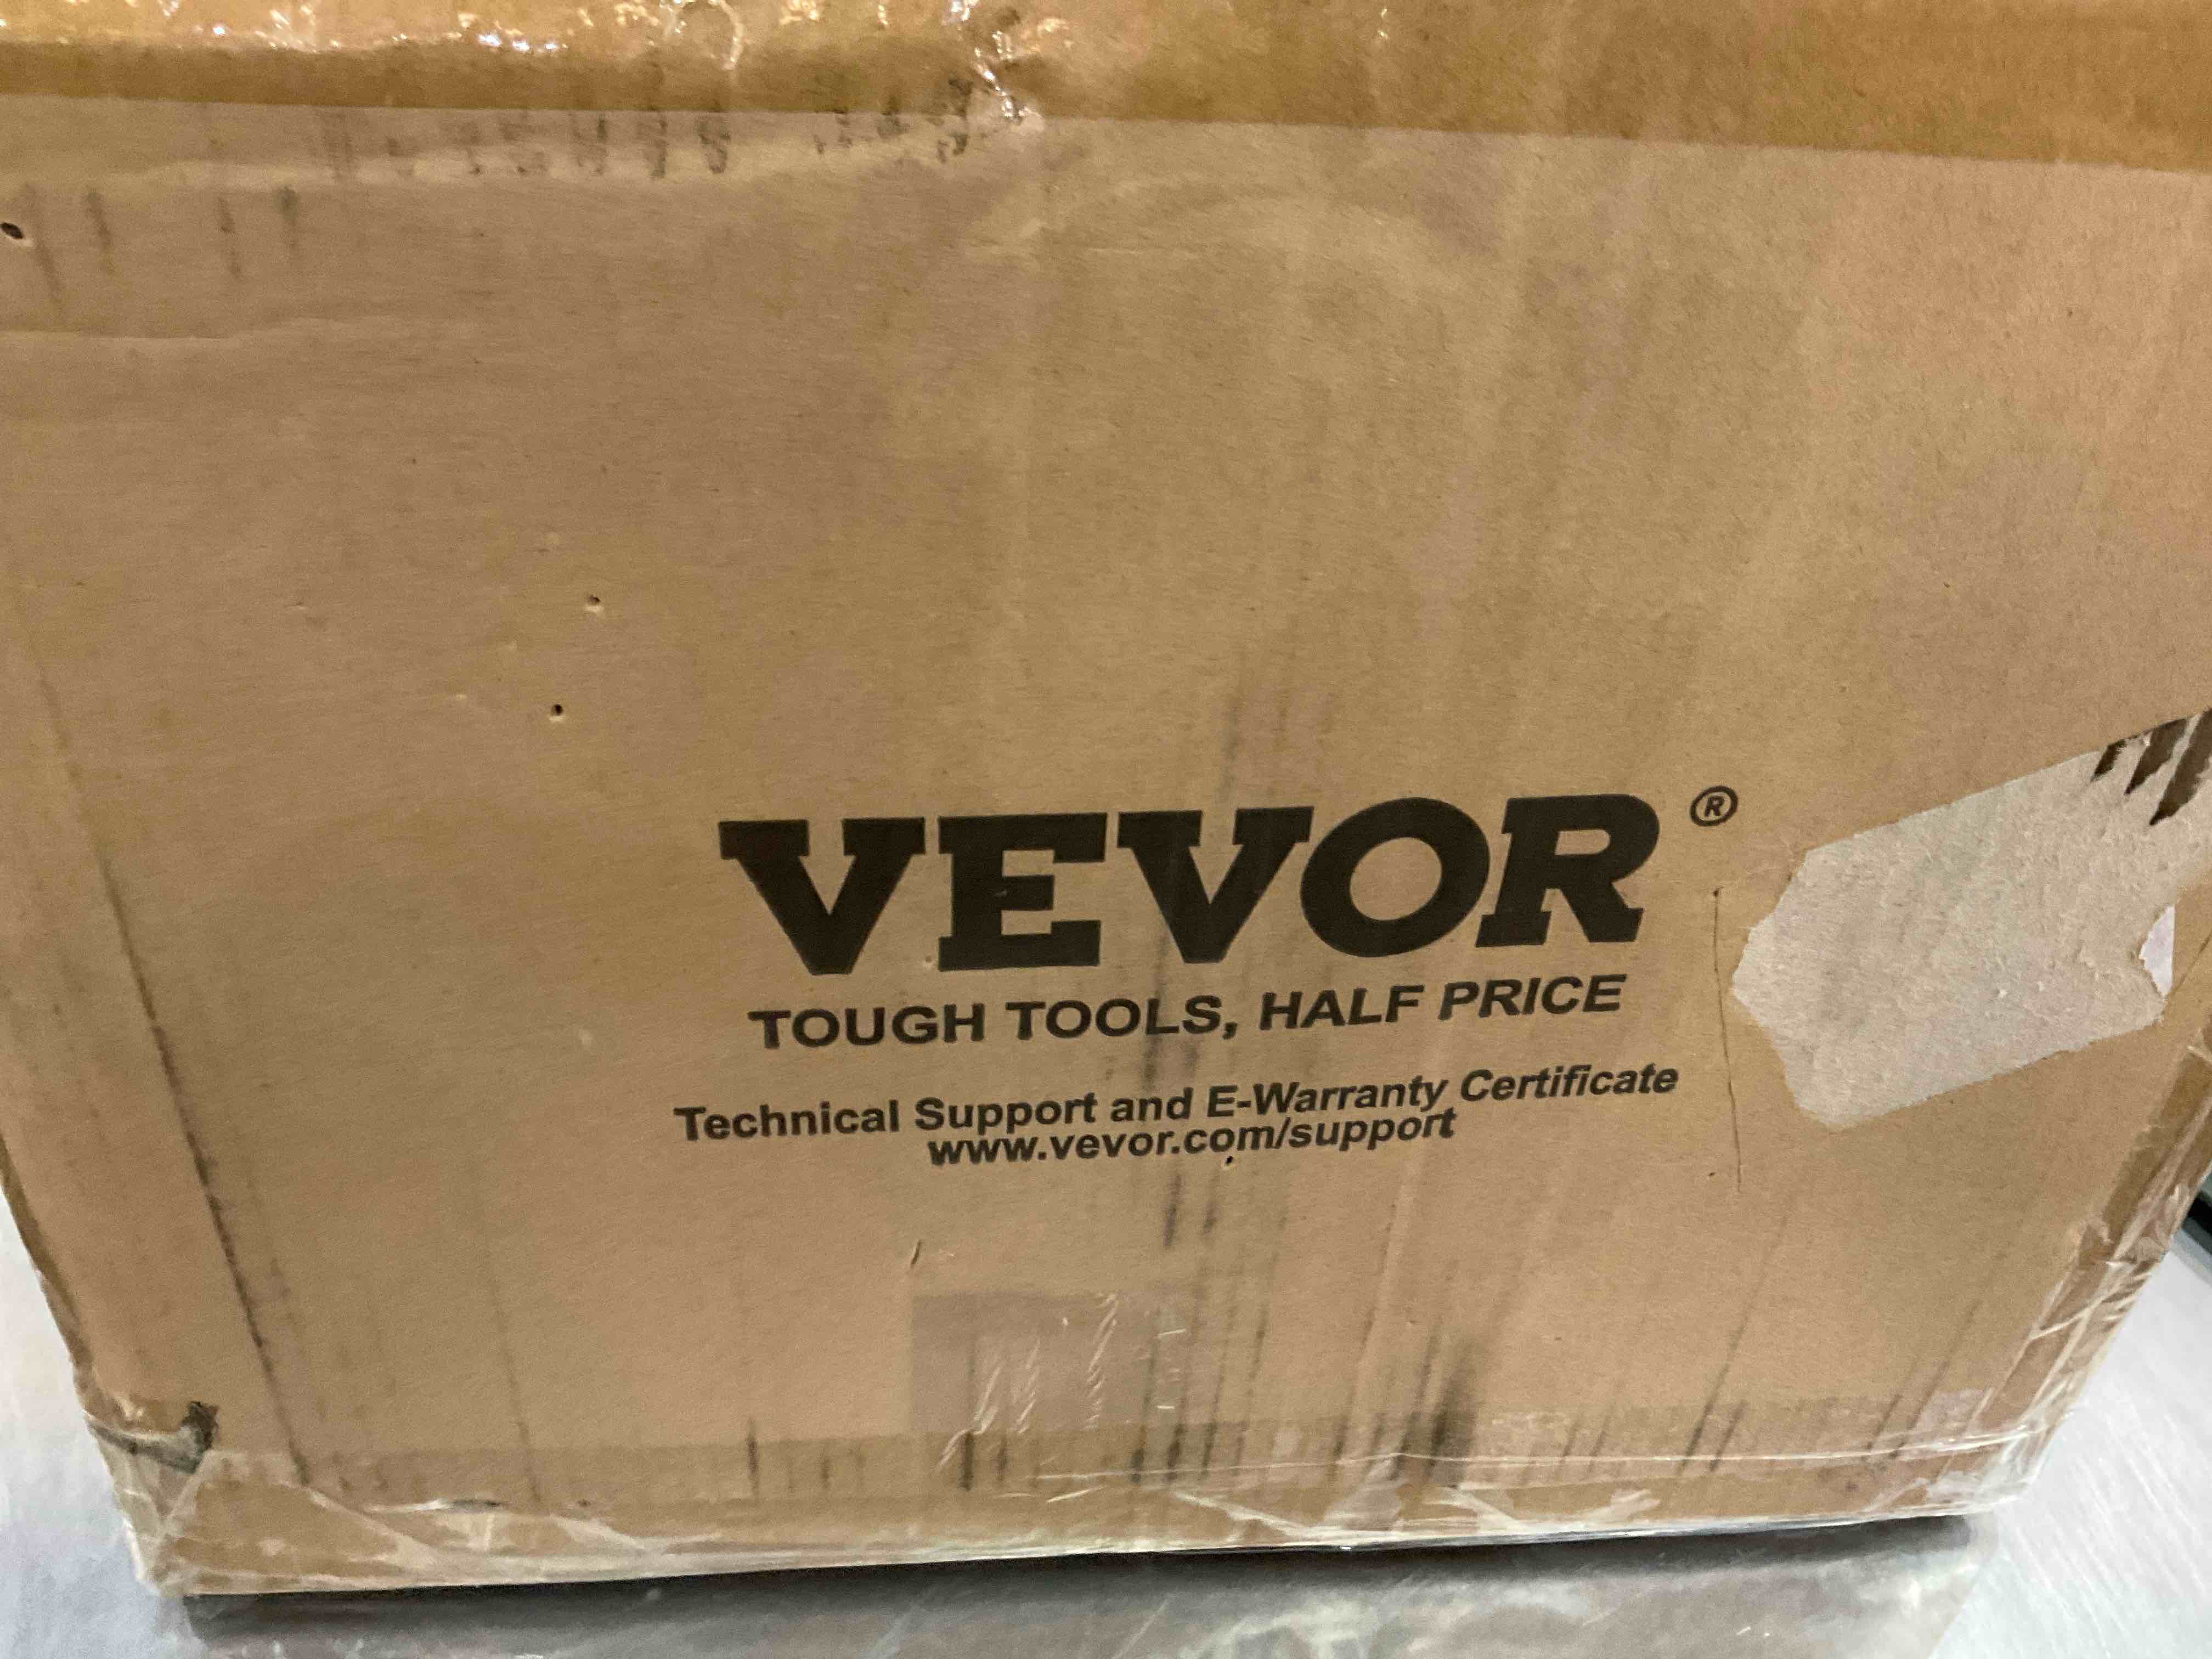 VEVOR®
TOUGH TOOLS, HALF PRICE
Technical Support and E-Warranty Certificate
www.vevor.com/support